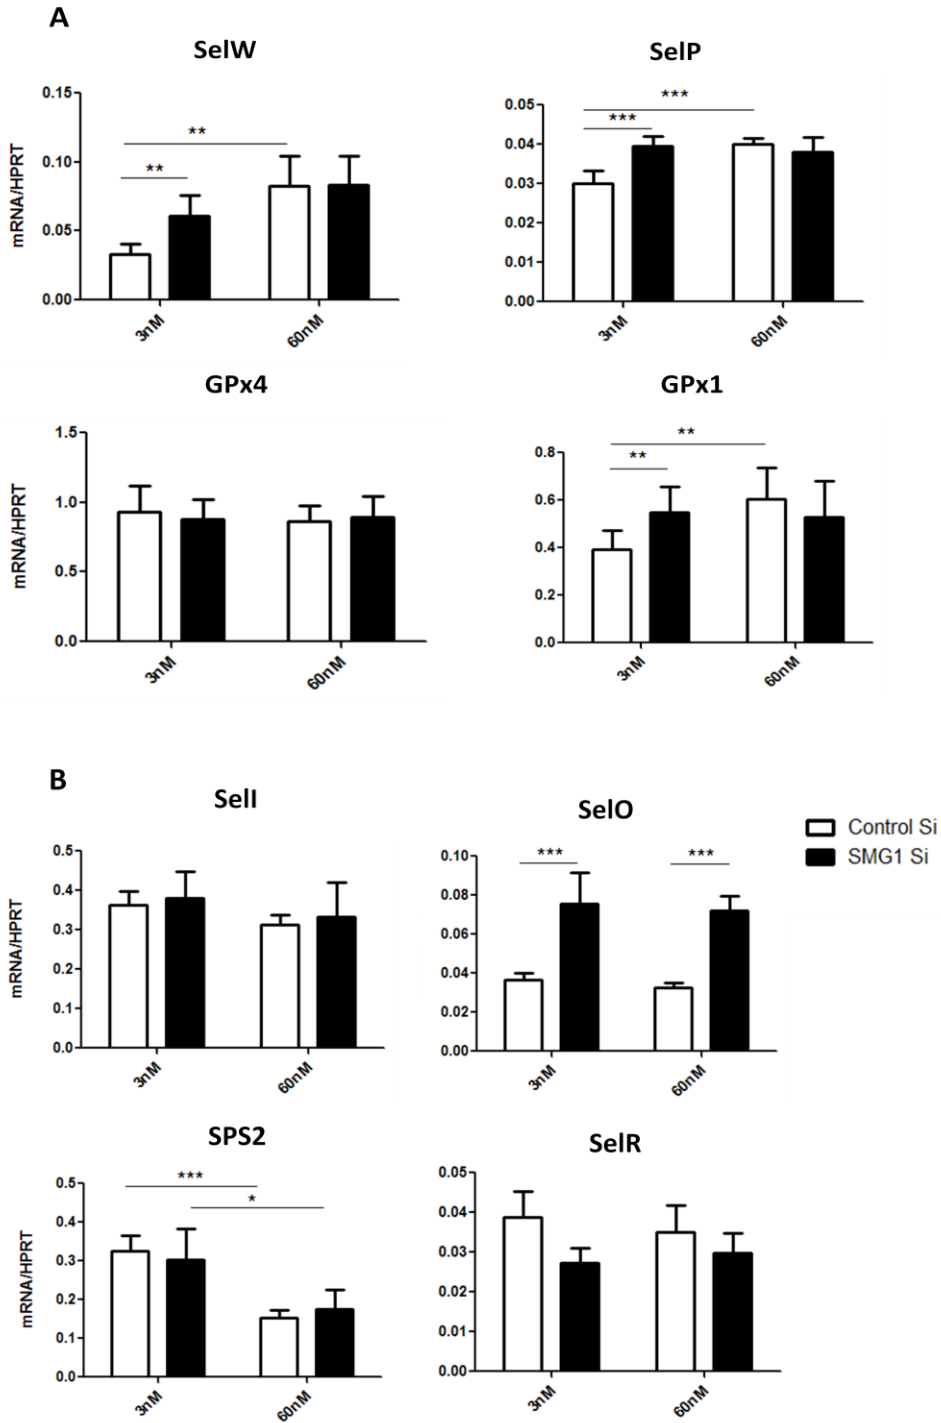 A
SelW
mRNA/HPRT
0.15
0.10
0.05
0.00
**
**
3nM
60nM
SelP
0.05
0.04
0.03
0.02
0.01
0.00
***
***
3nM
60nM
GPx4
mRNA/HPRT
1.5
1.0
0.5
0.0
3nM
60nM
GPx1
0.8
0.6
0.4
0.2
0.0
**
**
3nM
60nM
B
SelI
mRNA/HPRT
0.5
0.4
0.3
0.2
0.1
0.0
3nM
60nM
SelO
0.10
0.08
0.06
0.04
0.02
0.00
***
***
3nM
60nM
Control Si
SMG1 Si
SPS2
mRNA/HPRT
0.5
0.4
0.3
0.2
0.1
0.0
***
*
3nM
60nM
SelR
0.05
0.04
0.03
0.02
0.01
0.00
3nM
60nM